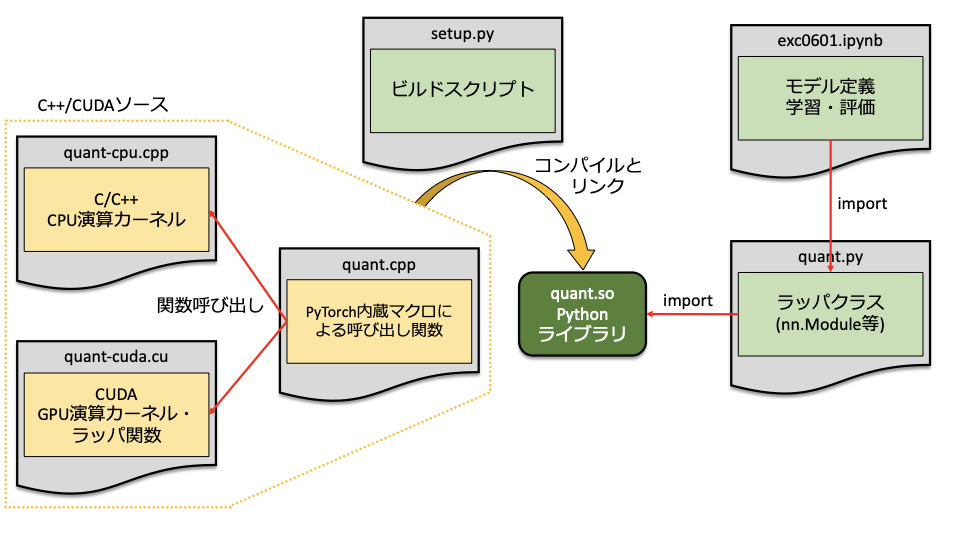 setup.py
ビルドスクリプト
exc0601.ipynb
モデル定義
学習・評価
C++/CUDAソース
quant-cpu.cpp
C/C++
CPU演算カーネル
コンパイルと
リンク
import
関数呼び出し
quant.cpp
PyTorch内蔵マクロに
よる呼び出し関数
quant.so
Python
ライブラリ
import
quant.py
ラッパクラス
(nn.Module等)
quant-cuda.cu
CUDA
GPU演算カーネル・
ラッパ関数